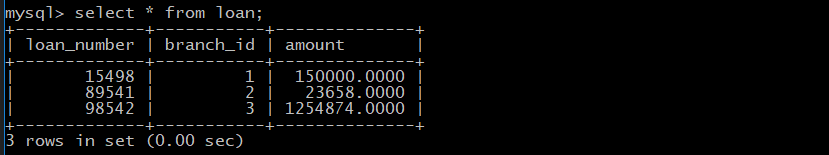 mysql> select * from loan;
+-------------+-----------+--------------+
| loan_number | branch_id | amount       |
+-------------+-----------+--------------+
|       15498 |         1 |  150000.0000 |
|       89541 |         2 |   23658.0000 |
|       98542 |         3 | 1254874.0000 |
+-------------+-----------+--------------+
3 rows in set (0.00 sec)